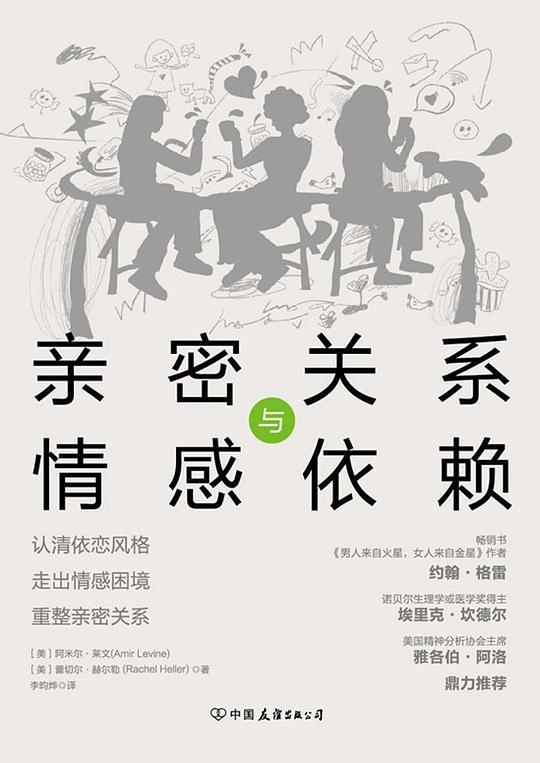 亲密关系
与
情感依赖
认清依恋风格
走出情感困境
重整亲密关系
[美]阿米尔·莱文(Amir Levine)
[美]蕾切尔·赫尔勒(Rachel Heller)◎著
李昀烨◎译
畅销书
《男人来自火星，女人来自金星》作者
约翰·格雷
诺贝尔生理学或医学奖得主
埃里克·坎德尔
美国精神分析协会主席
雅各伯·阿洛
鼎力推荐
中国友谊出版公司